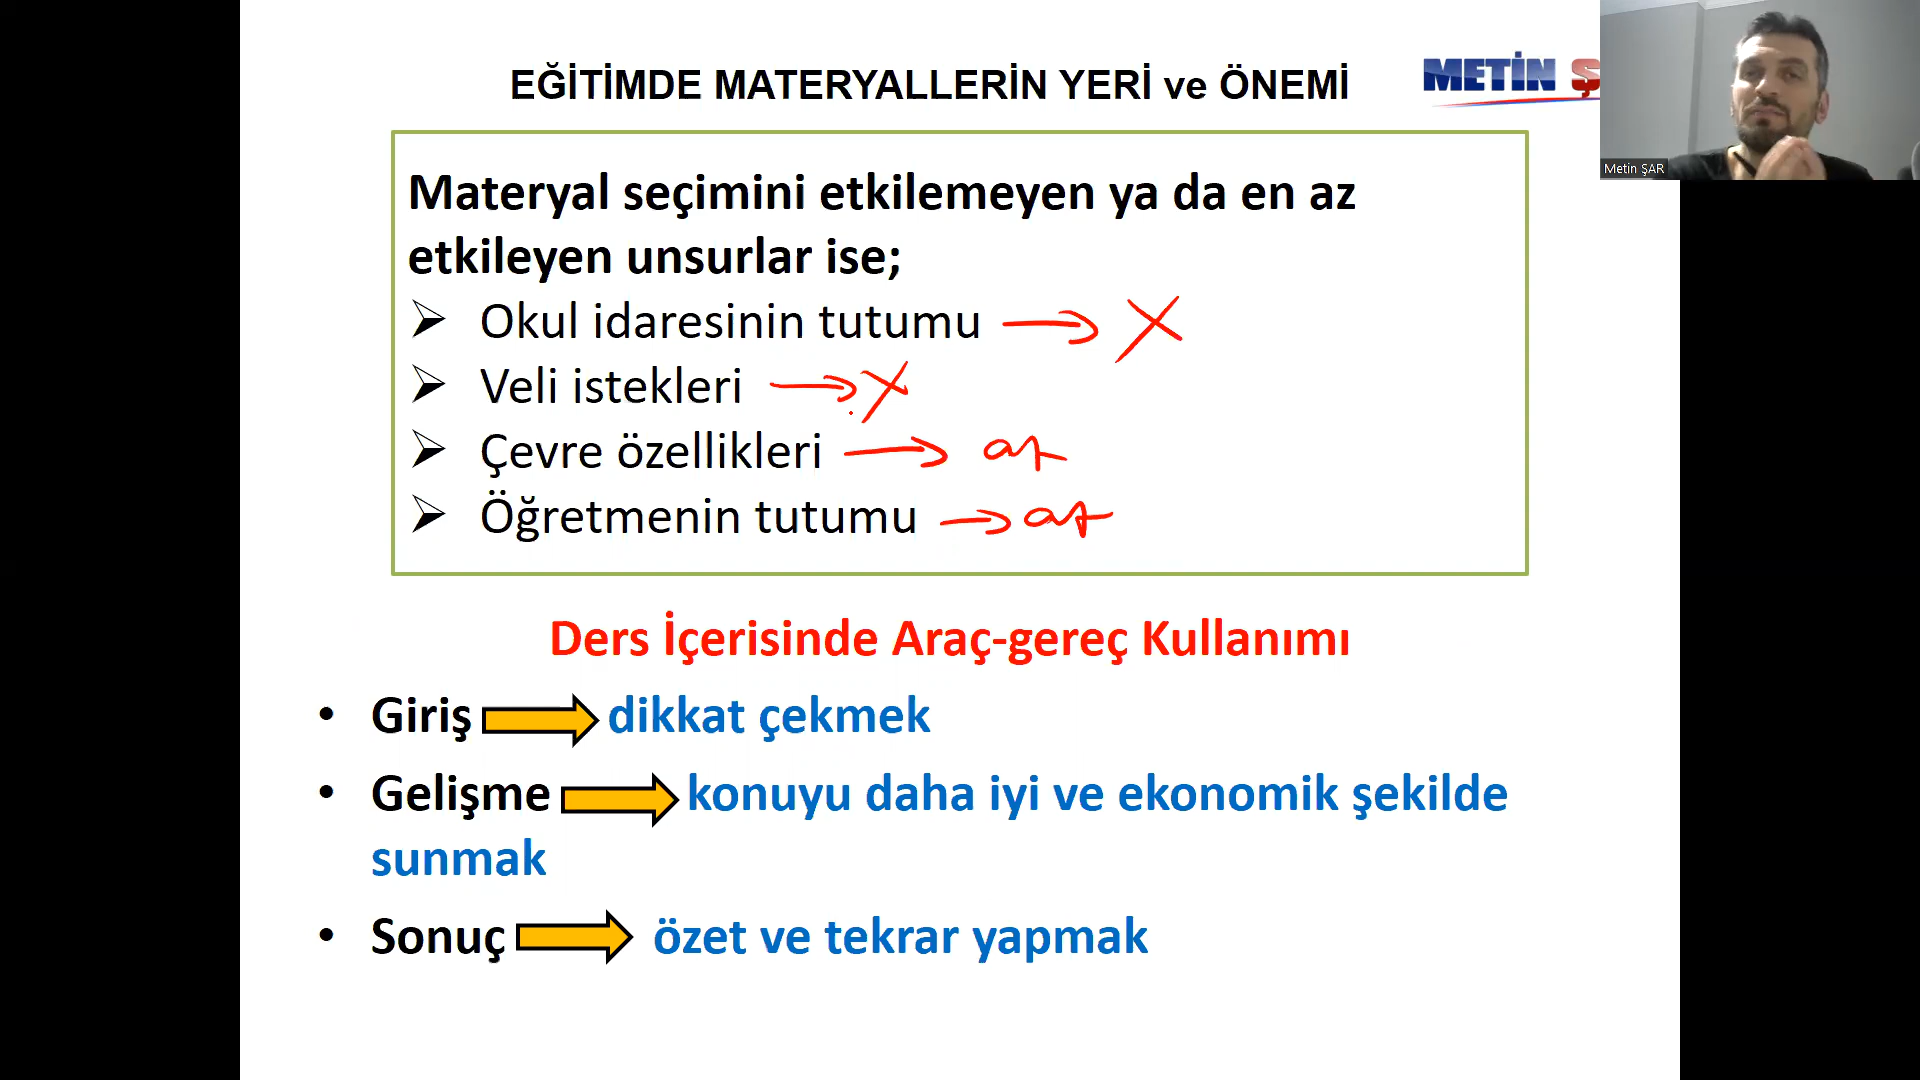 EĞİTİMDE MATERYALLERİN YERİ ve ÖNEMİ
METİN Ş
Metin ŞAR
Materyal seçimini etkilemeyen ya da en az
etkileyen unsurlar ise;
Okul idaresinin tutumu → X
Veli istekleri → X
Çevre özellikleri → az
Öğretmenin tutumu → az
Ders İçerisinde Araç-gereç Kullanımı
• Giriş dikkat çekmek
• Gelişme konuyu daha iyi ve ekonomik şekilde
sunmak
• Sonuç özet ve tekrar yapmak